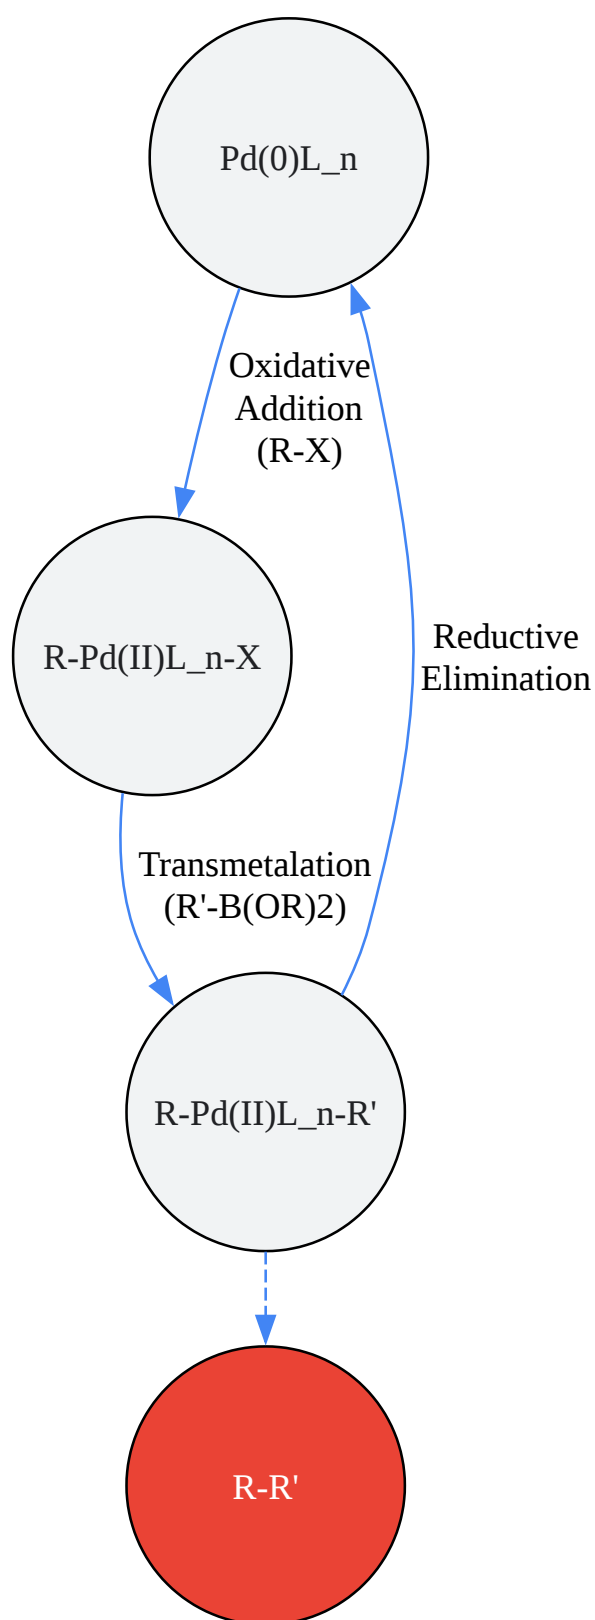 Pd(0)L_n
Oxidative
Addition
(R-X)
R-Pd(II)L_n-X
Reductive
Elimination
Transmetalation
(R'-B(OR)2)
R-Pd(II)L_n-R'
R-R'